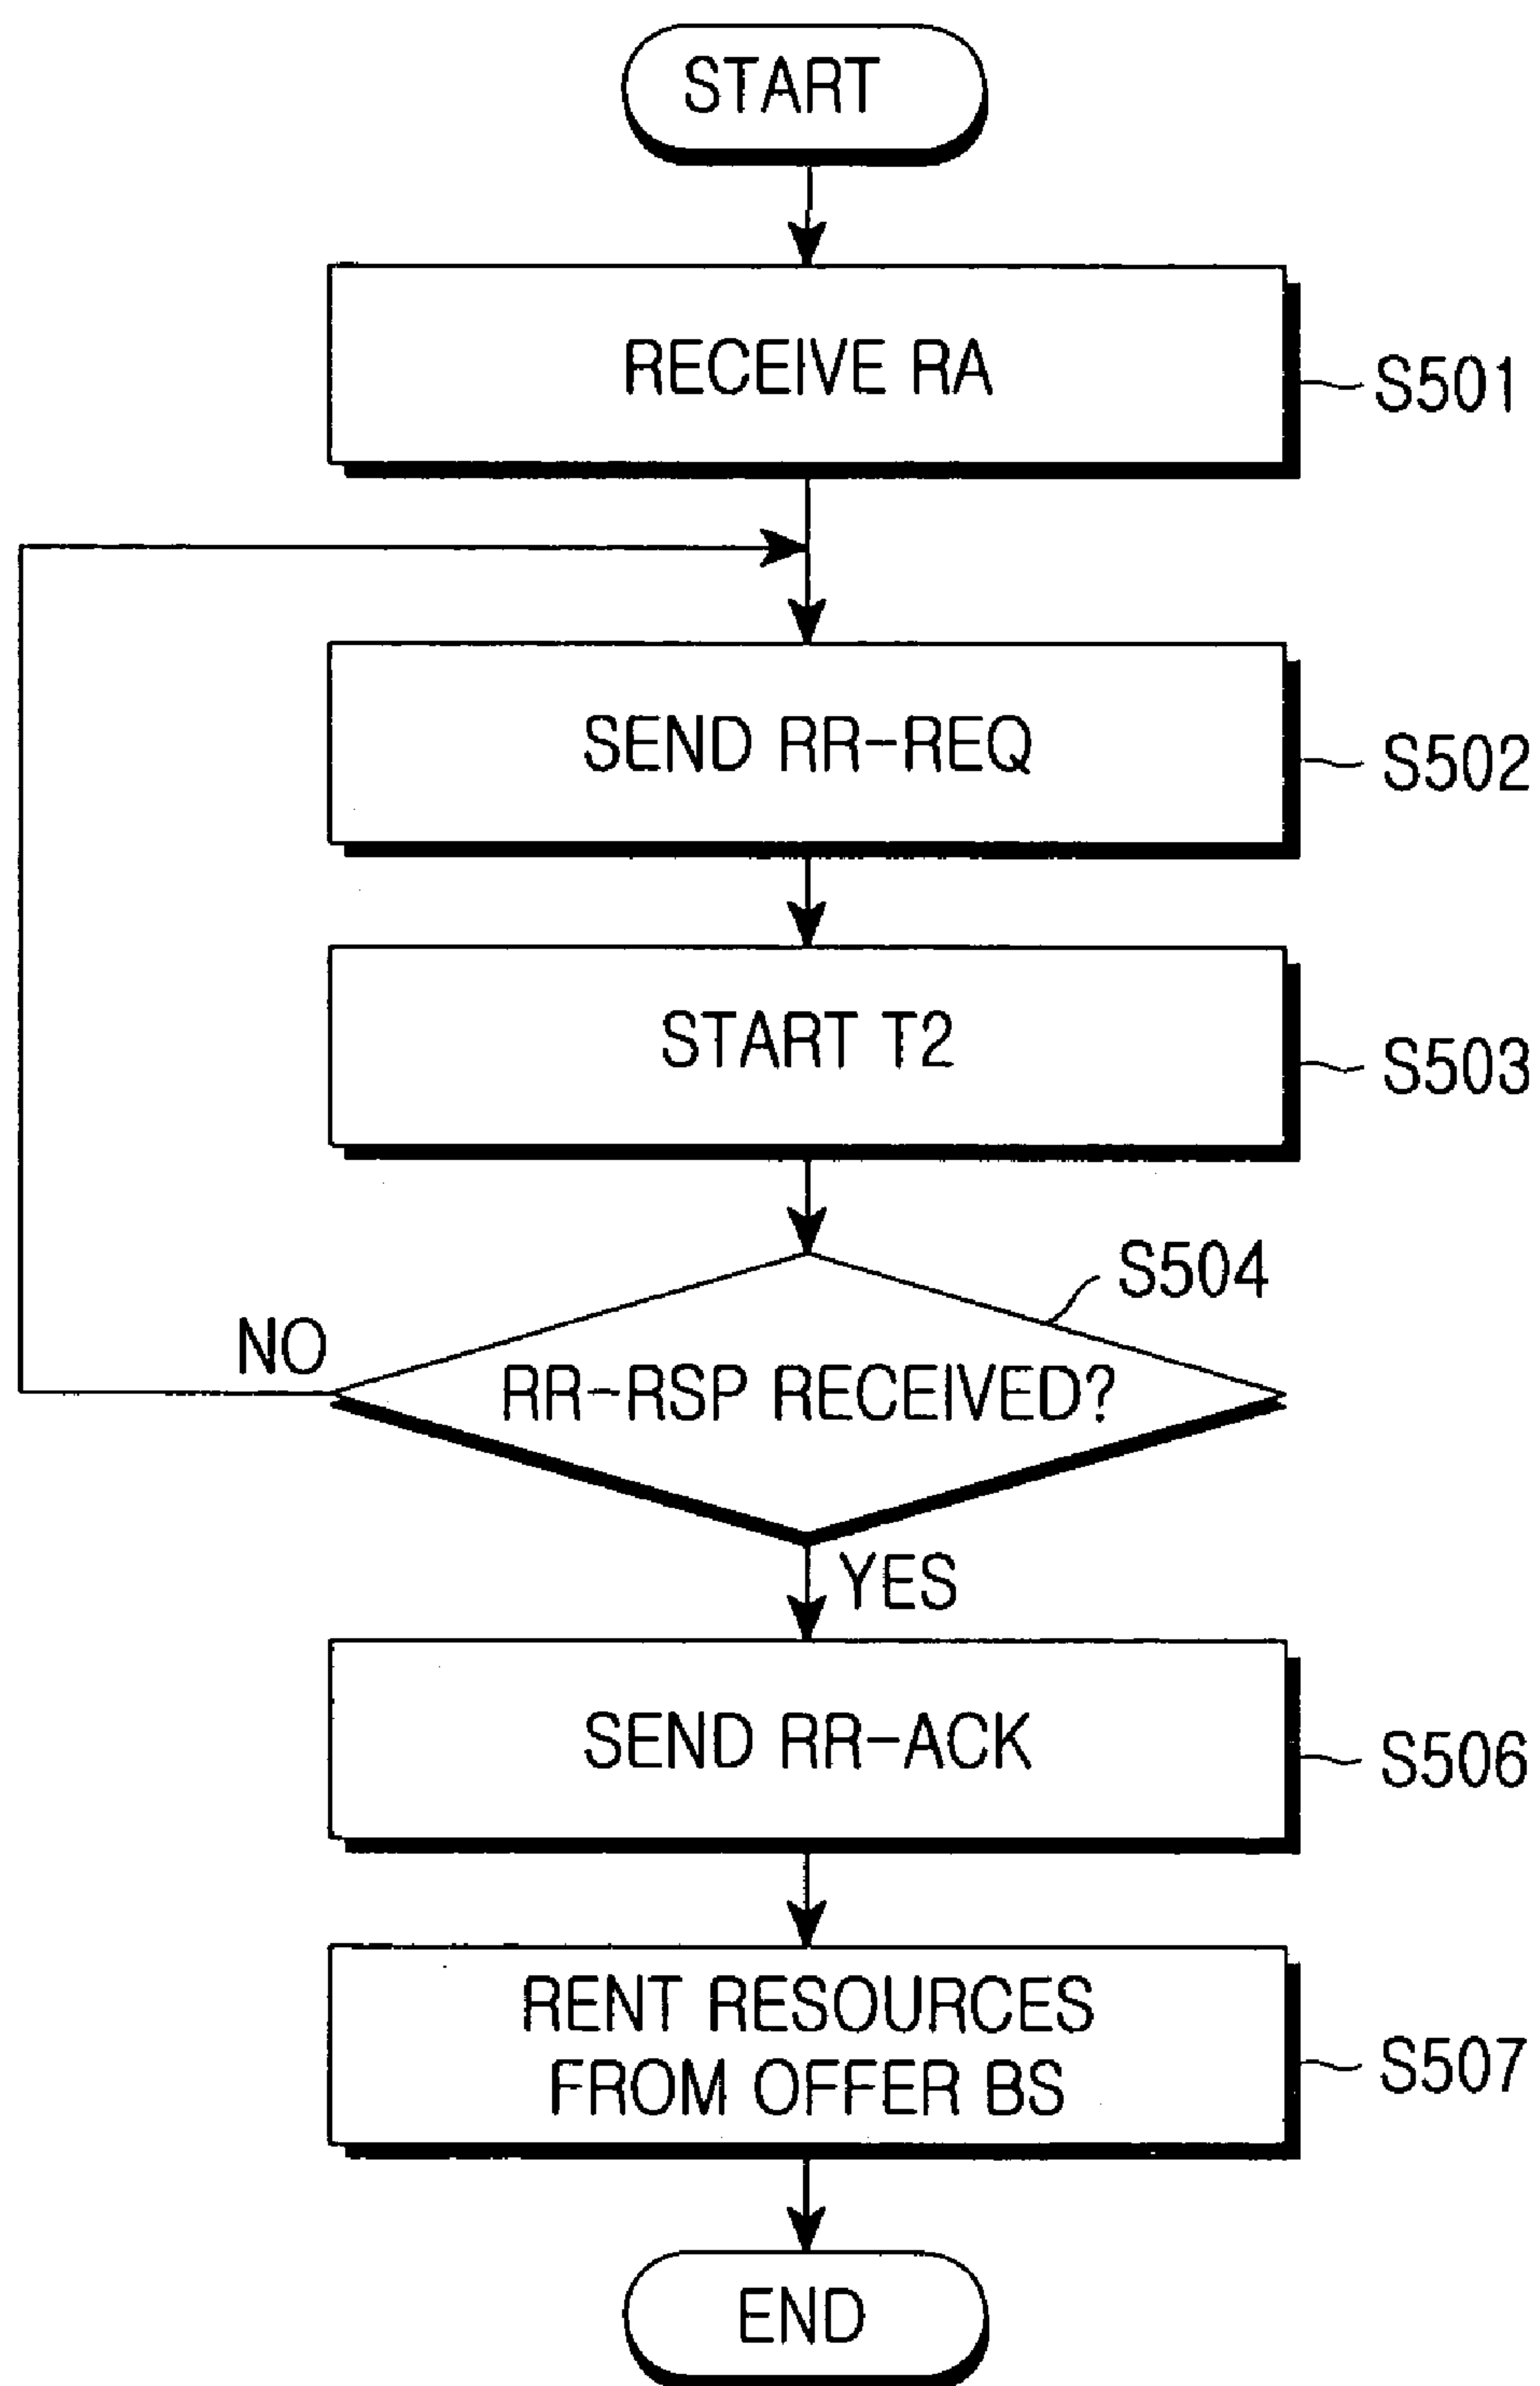 START
RECEIVE RA
S501
SEND RR-REQ
S502
START T2
S503
S504
NO
RR-RSP RECEIVED?
YES
SEND RR-ACK
S506
RENT RESOURCES
FROM OFFER BS
S507
END